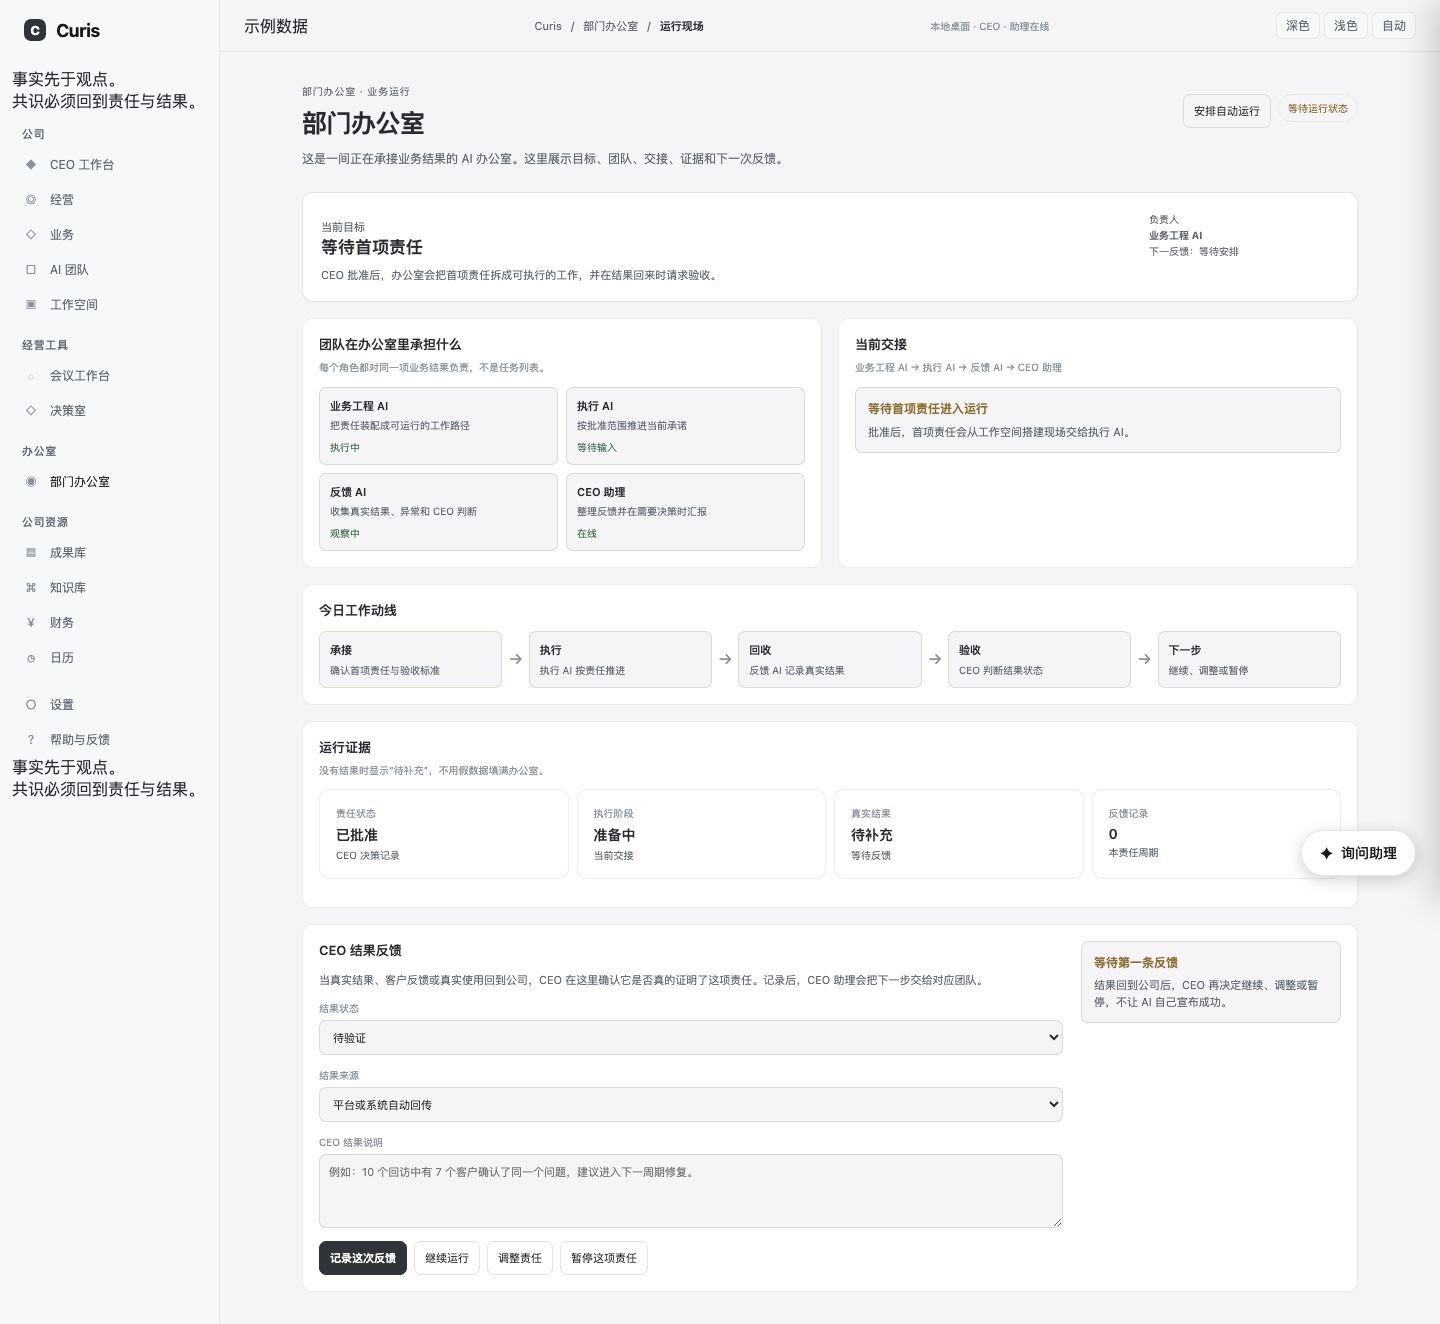 C Curis
事实先于观点。
共识必须回到责任与结果。
公司
CEO 工作台
经营
业务
AI 团队
工作空间
经营工具
会议工作台
决策室
办公室
部门办公室
公司资源
成果库
知识库
¥ 财务
日历
设置
? 帮助与反馈
事实先于观点。
共识必须回到责任与结果。
示例数据
Curis / 部门办公室 / 运行现场
本地桌面 · CEO · 助理在线
深色
浅色
自动
部门办公室 · 业务运行
部门办公室
这是一间正在承接业务结果的 AI 办公室。这里展示目标、团队、交接、证据和下一次反馈。
安排自动运行
等待运行状态
当前目标
等待首项责任
CEO 批准后，办公室会把首项责任拆成可执行的工作，并在结果回来时请求验收。
负责人
业务工程 AI
下一反馈：等待安排
团队在办公室里承担什么
每个角色都对同一项业务结果负责，不是任务列表。
业务工程 AI
把责任装配成可运行的工作路径
执行中
执行 AI
按批准范围推进当前承诺
等待输入
反馈 AI
收集真实结果、异常和 CEO 判断
观察中
CEO 助理
整理反馈并在需要决策时汇报
在线
当前交接
业务工程 AI → 执行 AI → 反馈 AI → CEO 助理
等待首项责任进入运行
批准后，首项责任会从工作空间搭建现场交给执行 AI。
今日工作动线
承接
确认首项责任与验收标准
→
执行
执行 AI 按责任推进
→
回收
反馈 AI 记录真实结果
→
验收
CEO 判断结果状态
→
下一步
继续、调整或暂停
运行证据
没有结果时显示“待补充”，不用假数据填满办公室。
责任状态
已批准
CEO 决策记录
执行阶段
准备中
当前交接
真实结果
待补充
等待反馈
反馈记录
0
本责任周期
询问助理
CEO 结果反馈
当真实结果、客户反馈或真实使用回到公司，CEO 在这里确认它是否真的证明了这项责任。记录后，CEO 助理会把下一步交给对应团队。
结果状态
待验证
结果来源
平台或系统自动回传
CEO 结果说明
例如：10 个回访中有 7 个客户确认了同一个问题，建议进入下一周期修复。
记录这次反馈
继续运行
调整责任
暂停这项责任
等待第一条反馈
结果回到公司后，CEO 再决定继续、调整或暂
停，不让 AI 自己宣布成功。